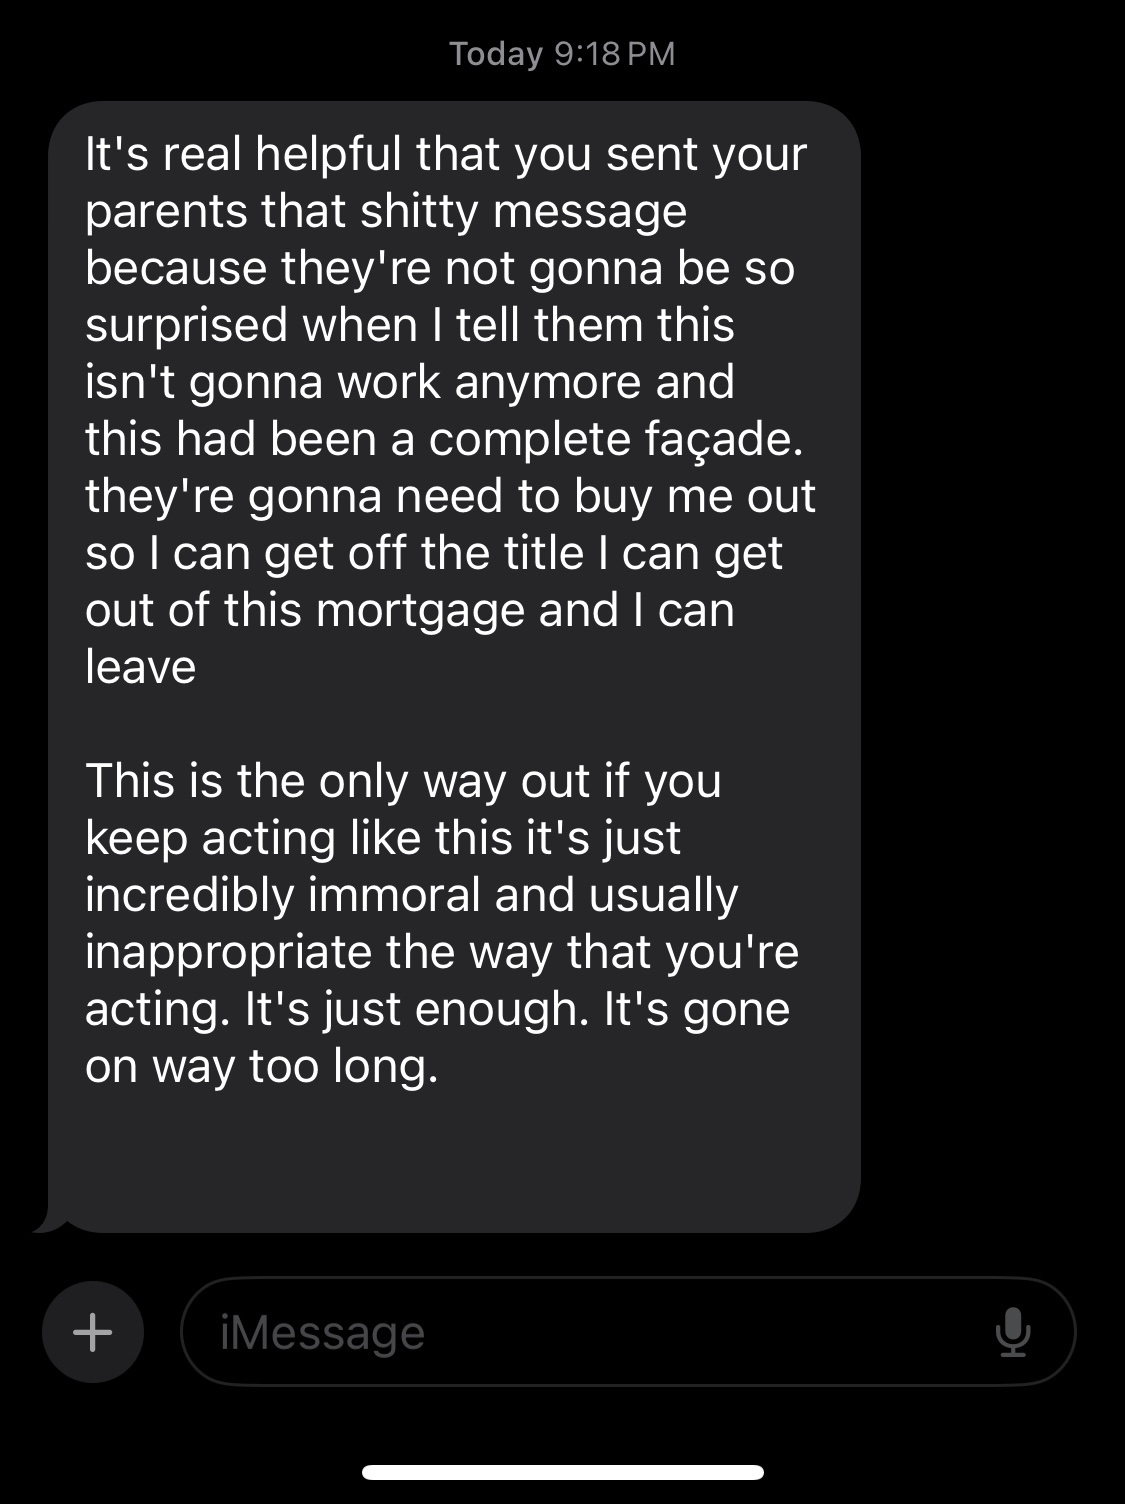 Today 9:18 PM
It's real helpful that you sent your
parents that shitty message
because they're not gonna be so
surprised when I tell them this
isn't gonna work anymore and
this had been a complete façade.
they're gonna need to buy me out
so I can get off the title I can get
out of this mortgage and I can
leave
This is the only way out if you
keep acting like this it's just
incredibly immoral and usually
inappropriate the way that you're
acting. It's just enough. It's gone
on way too long.
iMessage